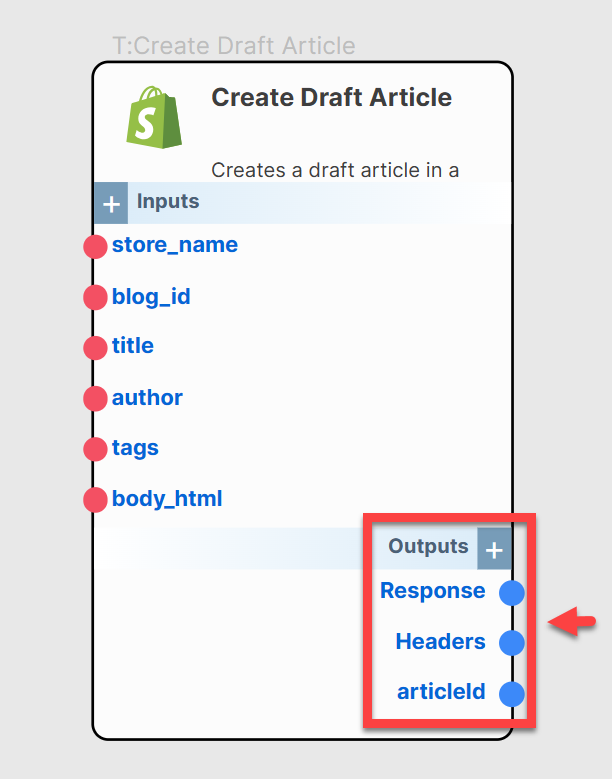 T:Create Draft Article
S
Create Draft Article
Creates a draft article in a
+ Inputs
store_name
blog_id
title
author
tags
body_html
Outputs +
Response
Headers
articleId